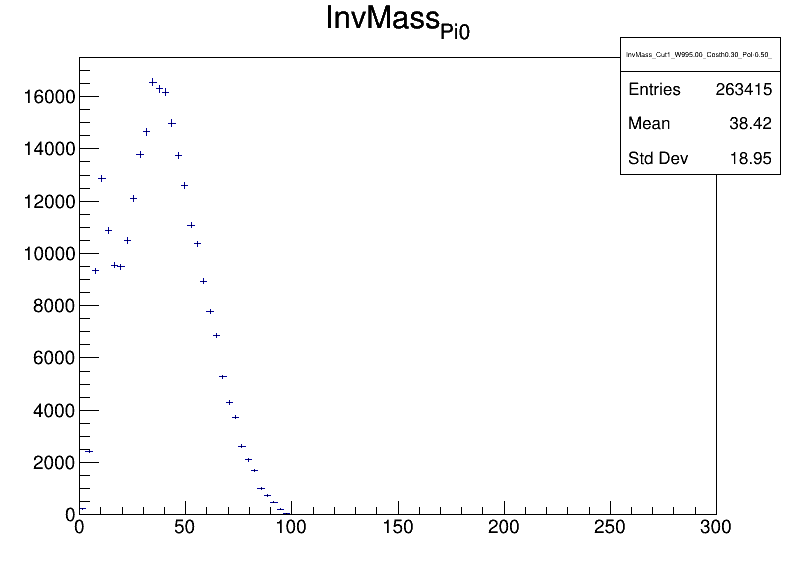 InvMassPi0
InvMass_Cut1_W995.00_Costh0.30_Pol-0.50_
Entries 263415
Mean 38.42
Std Dev 18.95
16000
14000
12000
10000
8000
6000
4000
2000
0
0 50 100 150 200 250 300